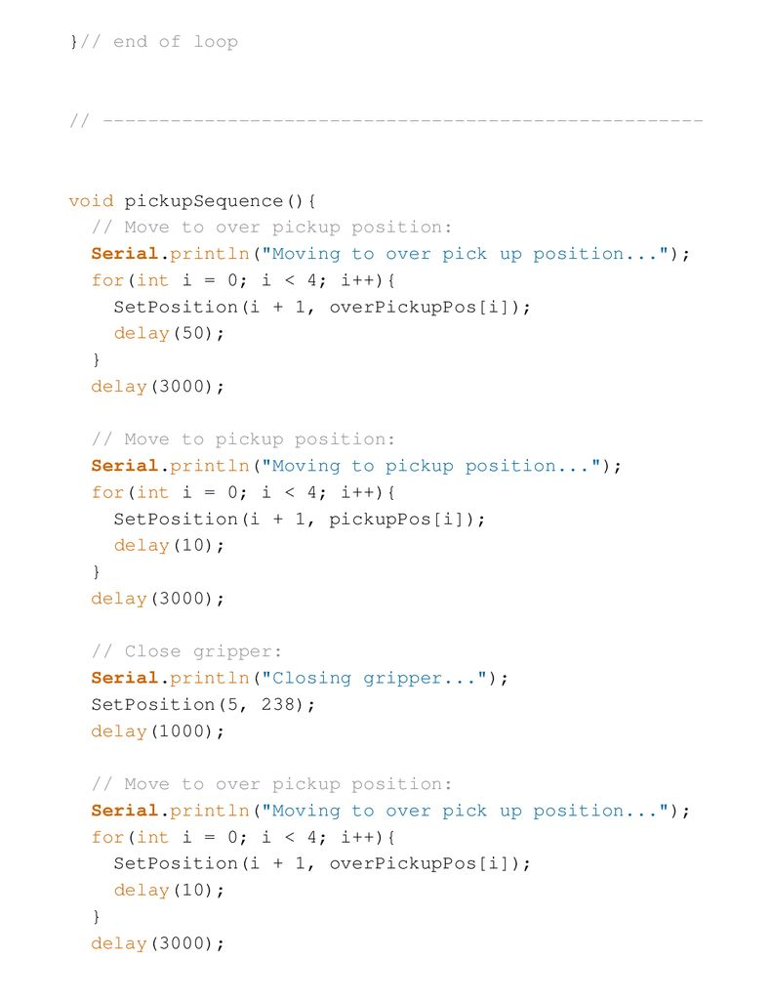 }// end of loop
// -----------------------------------------------------
void pickupSequence(){
  // Move to over pickup position:
  Serial.println("Moving to over pick up position...");
  for(int i = 0; i < 4; i++){
    SetPosition(i + 1, overPickupPos[i]);
    delay(50);
  }
  delay(3000);
  // Move to pickup position:
  Serial.println("Moving to pickup position...");
  for(int i = 0; i < 4; i++){
    SetPosition(i + 1, pickupPos[i]);
    delay(10);
  }
  delay(3000);
  // Close gripper:
  Serial.println("Closing gripper...");
  SetPosition(5, 238);
  delay(1000);
  // Move to over pickup position:
  Serial.println("Moving to over pick up position...");
  for(int i = 0; i < 4; i++){
    SetPosition(i + 1, overPickupPos[i]);
    delay(10);
  }
  delay(3000);